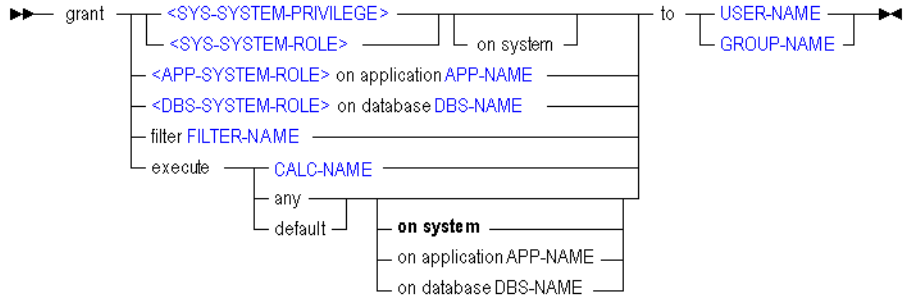 grant <SYS-SYSTEM-PRIVILEGE> to USER-NAME
<SYS-SYSTEM-ROLE> on system GROUP-NAME
<APP-SYSTEM-ROLE> on application APP-NAME
<DBS-SYSTEM-ROLE> on database DBS-NAME
filter FILTER-NAME
execute CALC-NAME
any
default on system
on application APP-NAME
on database DBS-NAME